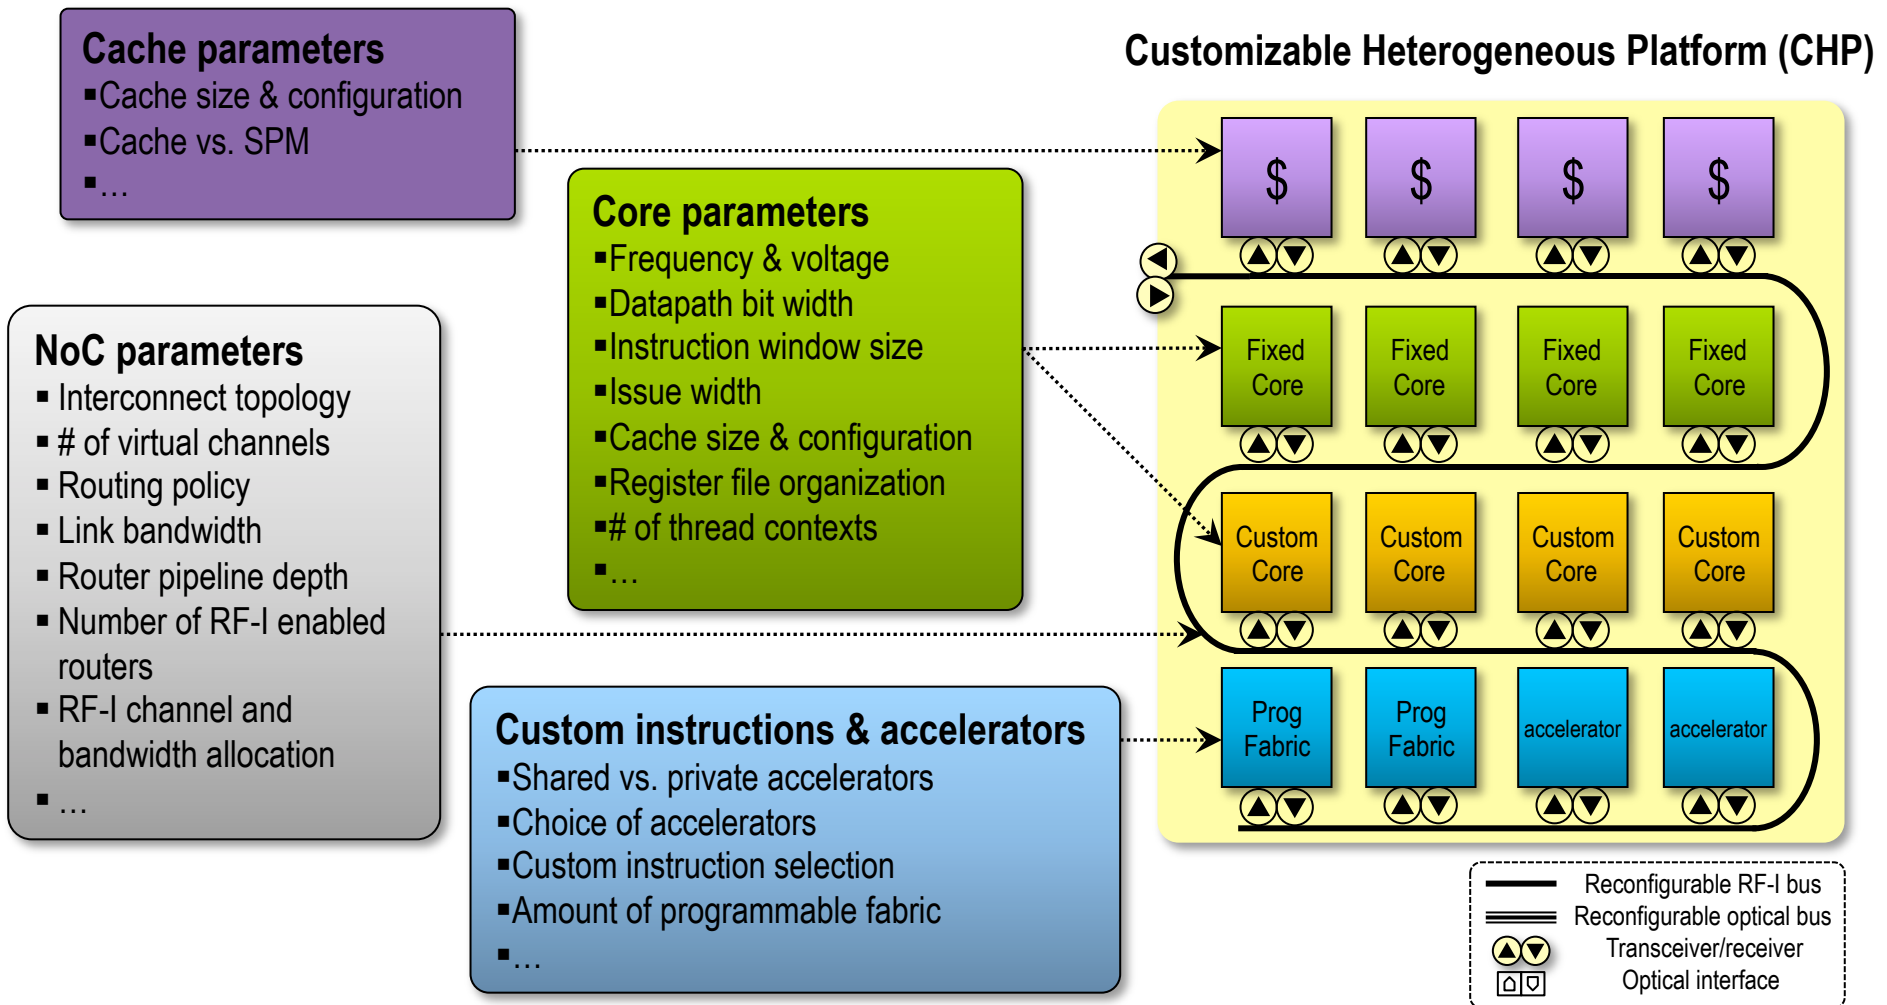 Cache parameters
▪Cache size & configuration
▪Cache vs. SPM
▪...
Customizable Heterogeneous Platform (CHP)
Core parameters
▪Frequency & voltage
▪Datapath bit width
▪Instruction window size
▪Issue width
▪Cache size & configuration
▪Register file organization
▪# of thread contexts
▪...
NoC parameters
▪ Interconnect topology
▪ # of virtual channels
▪ Routing policy
▪ Link bandwidth
▪ Router pipeline depth
▪ Number of RF-I enabled
routers
▪ RF-I channel and
bandwidth allocation
▪ ...
Custom instructions & accelerators
▪Shared vs. private accelerators
▪Choice of accelerators
▪Custom instruction selection
▪Amount of programmable fabric
▪...
$ $ $ $
Fixed Fixed Fixed Fixed
Core Core Core Core
Custom Custom Custom Custom
Core Core Core Core
Prog Prog accelerator accelerator
Fabric Fabric
Reconfigurable RF-I bus
Reconfigurable optical bus
Transceiver/receiver
Optical interface